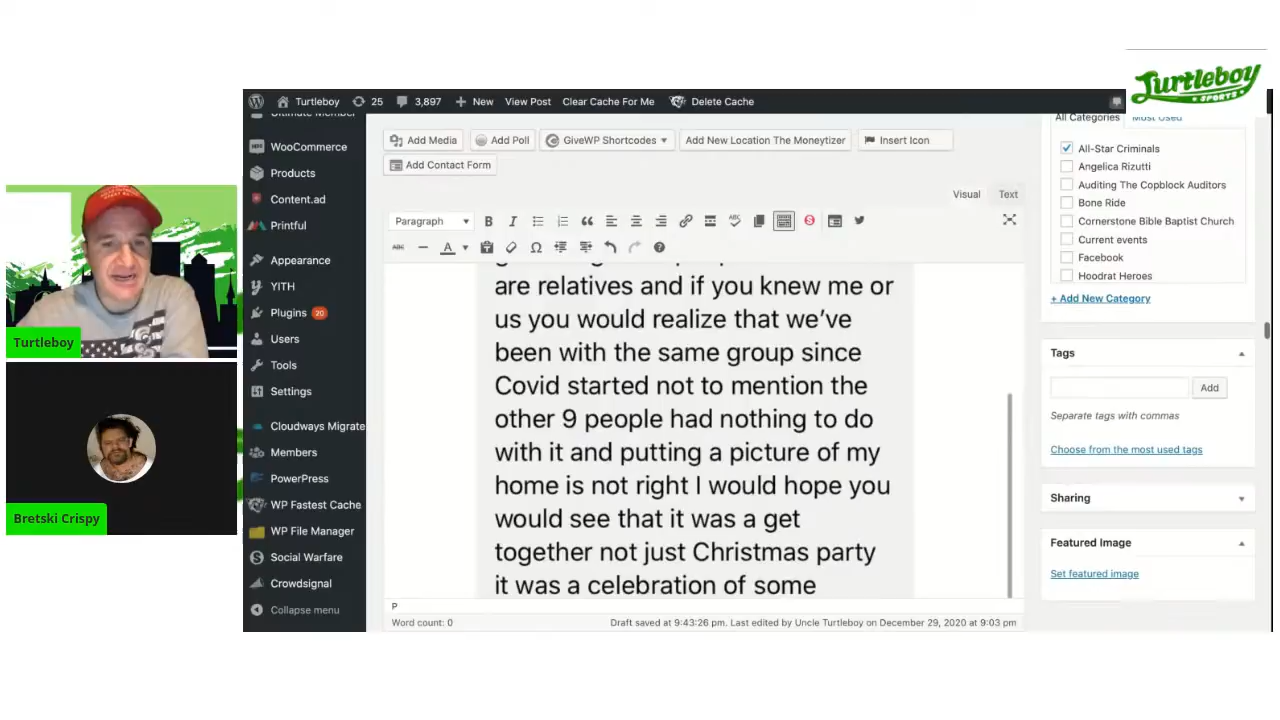 Turtleboy
SPORTS
Turtleboy
25
3,897
New
View Post
Clear Cache For Me
Delete Cache
Ultimate Member
WooCommerce
Products
Content.ad
Printful
Appearance
YITH
Plugins 20
Users
Tools
Settings
Cloudways Migrate
Members
PowerPress
WP Fastest Cache
WP File Manager
Social Warfare
Crowdsignal
Collapse menu
Turtleboy
Bretski Crispy
Add Media
Add Poll
GiveWP Shortcodes
Add New Location The Moneytizer
Insert Icon
Add Contact Form
Visual
Text
Paragraph
B
I
ABC
ABC
A
are relatives and if you knew me or
us you would realize that we’ve
been with the same group since
Covid started not to mention the
other 9 people had nothing to do
with it and putting a picture of my
home is not right I would hope you
would see that it was a get
together not just Christmas party
it was a celebration of some
P
Word count: 0
Draft saved at 9:43:26 pm. Last edited by Uncle Turtleboy on December 29, 2020 at 9:03 pm
All Categories
Most Used
All-Star Criminals
Angelica Rizutti
Auditing The Copblock Auditors
Bone Ride
Cornerstone Bible Baptist Church
Current events
Facebook
Hoodrat Heroes
+ Add New Category
Tags
Add
Separate tags with commas
Choose from the most used tags
Sharing
Featured Image
Set featured image